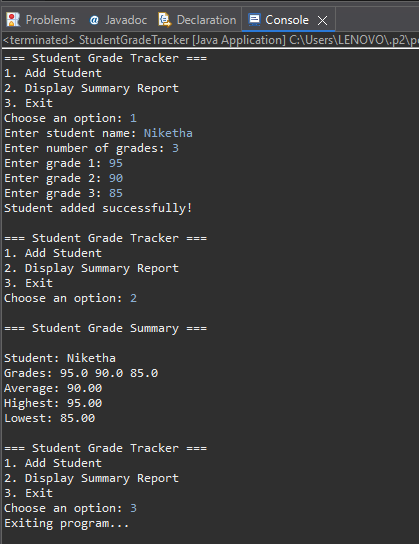 Problems Javadoc Declaration Console
<terminated> StudentGradeTracker [Java Application] C:\Users\LENOVO\.p2\p
=== Student Grade Tracker ===
1. Add Student
2. Display Summary Report
3. Exit
Choose an option: 1
Enter student name: Niketha
Enter number of grades: 3
Enter grade 1: 95
Enter grade 2: 90
Enter grade 3: 85
Student added successfully!

=== Student Grade Tracker ===
1. Add Student
2. Display Summary Report
3. Exit
Choose an option: 2

=== Student Grade Summary ===

Student: Niketha
Grades: 95.0 90.0 85.0
Average: 90.00
Highest: 95.00
Lowest: 85.00

=== Student Grade Tracker ===
1. Add Student
2. Display Summary Report
3. Exit
Choose an option: 3
Exiting program...